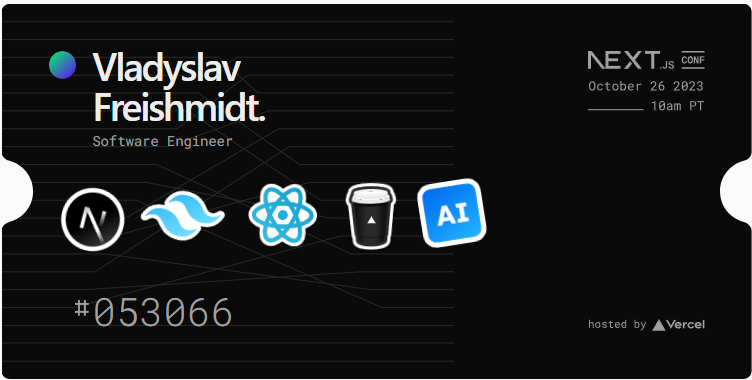 Vladyslav
Freishmidt.
Software Engineer
N
AI
#053066
NEXT.JS CONF
October 26 2023
10am PT
hosted by Vercel